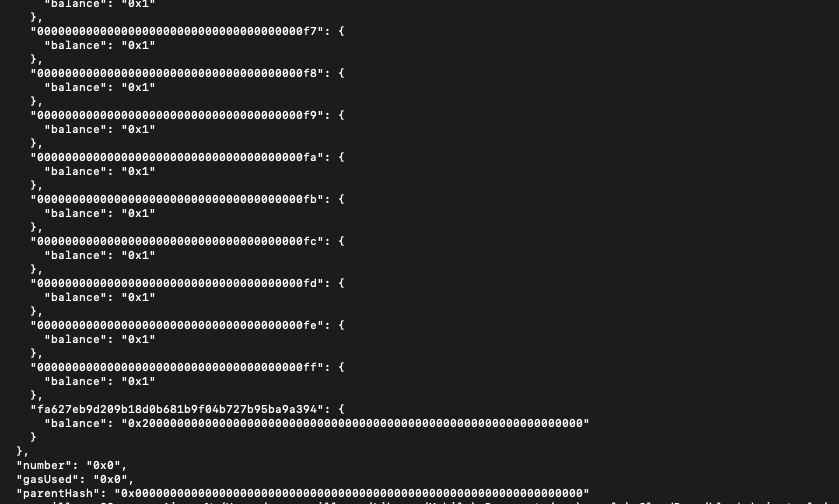 "balance": "0x1"
},
"00000000000000000000000000000000000000f7": {
"balance": "0x1"
},
"00000000000000000000000000000000000000f8": {
"balance": "0x1"
},
"00000000000000000000000000000000000000f9": {
"balance": "0x1"
},
"00000000000000000000000000000000000000fa": {
"balance": "0x1"
},
"00000000000000000000000000000000000000fb": {
"balance": "0x1"
},
"00000000000000000000000000000000000000fc": {
"balance": "0x1"
},
"00000000000000000000000000000000000000fd": {
"balance": "0x1"
},
"00000000000000000000000000000000000000fe": {
"balance": "0x1"
},
"00000000000000000000000000000000000000ff": {
"balance": "0x1"
},
"fa627eb9d209b18d0b681b9f04b727b95ba9a394": {
"balance": "0x200000000000000000000000000000000000000000000000000000000000000"
}
},
"number": "0x0",
"gasUsed": "0x0",
"parentHash": "0x0000000000000000000000000000000000000000000000000000000000000000"